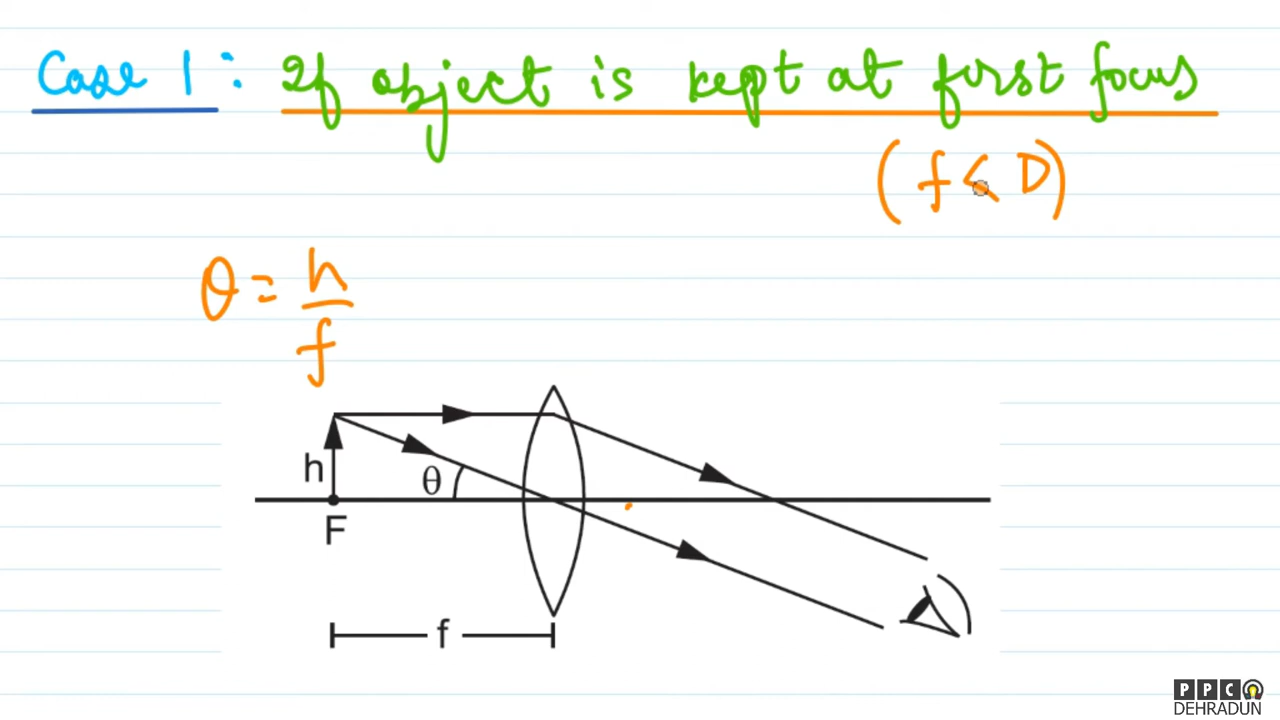 Case 1 : If object is kept at first focus
( f < D )
θ = h
f
h
θ
F
f
PPC
DEHRADUN